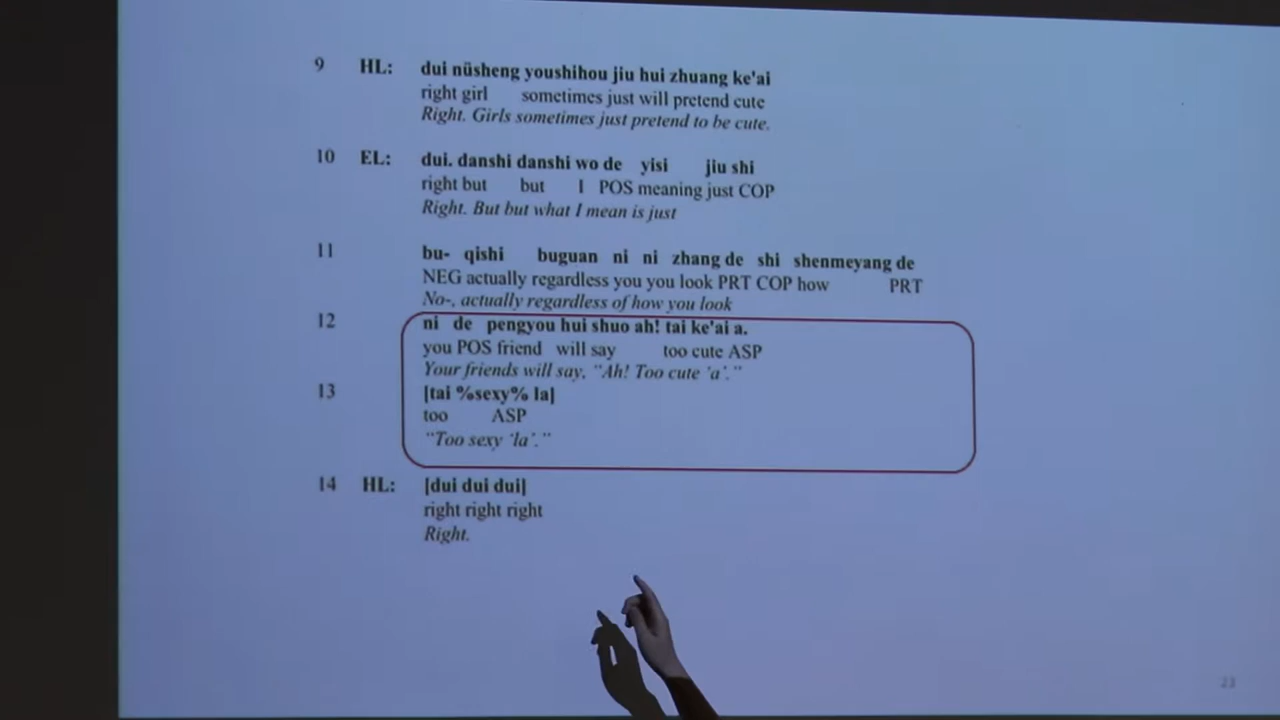 9 HL: dui nüsheng youshihou jiu hui zhuang ke'ai
right girl sometimes just will pretend cute
Right. Girls sometimes just pretend to be cute.
10 EL: dui. danshi danshi wo de yisi jiu shi
right but but I POS meaning just COP
Right. But but what I mean is just
11 bu- qishi buguan ni ni zhang de shi shenmeyang de
NEG actually regardless you you look PRT COP how PRT
No-, actually regardless of how you look
12 ni de pengyou hui shuo ah! tai ke'ai a.
you POS friend will say too cute ASP
Your friends will say, "Ah! Too cute 'a'."
13 [tai %sexy% la]
too ASP
"Too sexy 'la'."
14 HL: [dui dui dui]
right right right
Right.
23